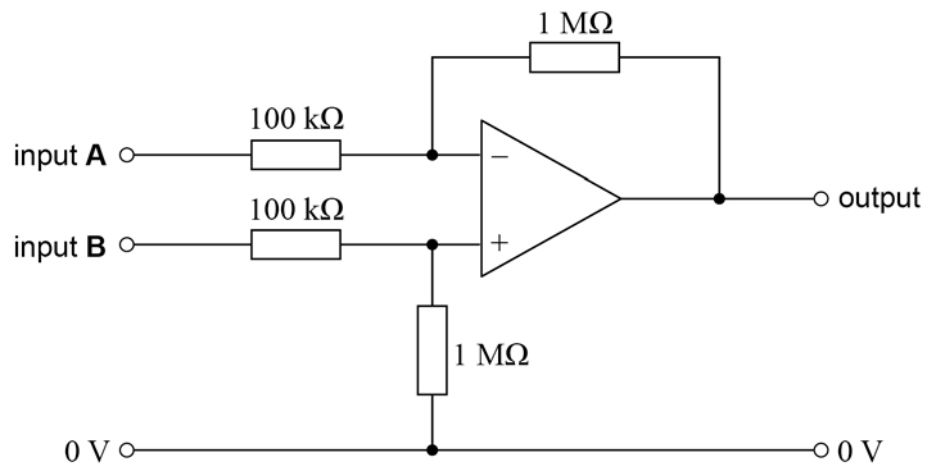 1 MΩ
100 kΩ
input A
−
100 kΩ
output
input B
+
1 MΩ
0 V
0 V